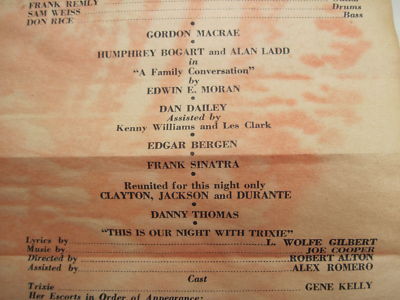 FRANK REMLY
SAM WEISS Drums
DON RICE Bass
GORDON MACRAE
HUMPHREY BOGART and ALAN LADD
in
"A Family Conversation"
by
EDWIN E. MORAN
DAN DAILEY
Assisted by
Kenny Williams and Les Clark
EDGAR BERGEN
FRANK SINATRA
Reunited for this night only
CLAYTON, JACKSON and DURANTE
DANNY THOMAS
"THIS IS OUR NIGHT WITH TRIXIE"
Lyrics by L. WOLFE GILBERT
Music by JOE COOPER
Directed by ROBERT ALTON
Assisted by ALEX ROMERO
Cast
Trixie GENE KELLY
Her Escorts in Order of Appearance: